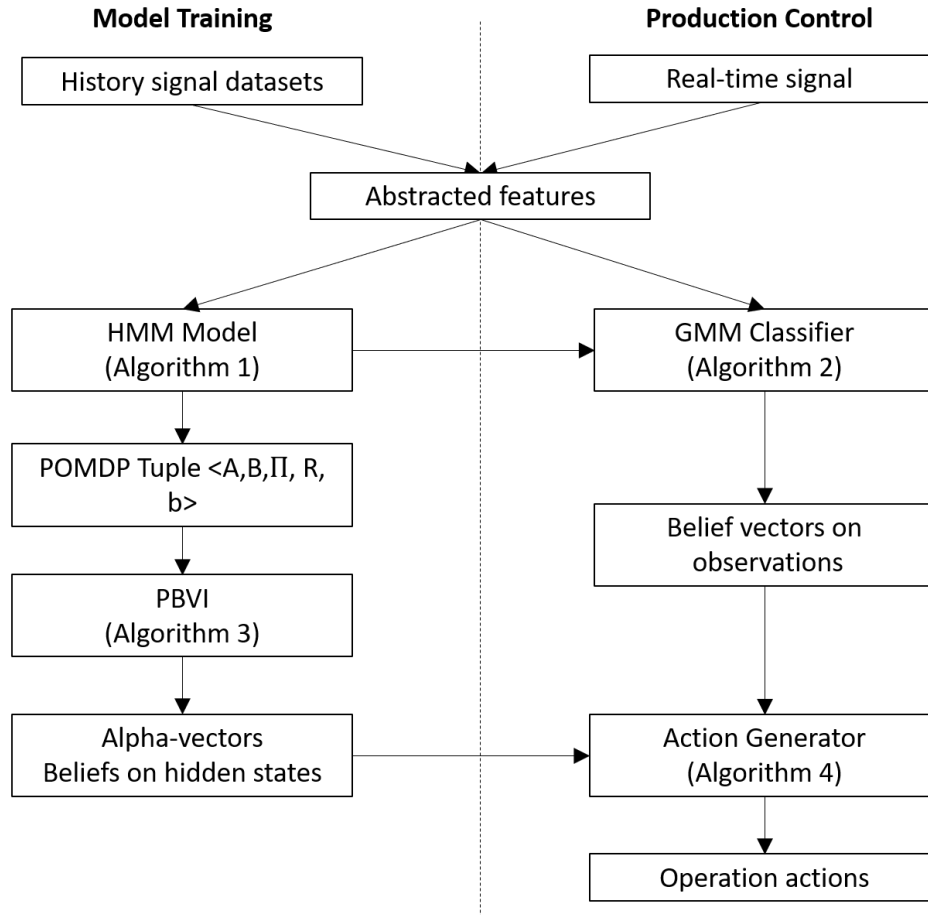 Model Training
Production Control
History signal datasets
Real-time signal
Abstracted features
HMM Model
(Algorithm 1)
GMM Classifier
(Algorithm 2)
POMDP Tuple <A,B,Π, R,
b>
Belief vectors on
observations
PBVI
(Algorithm 3)
Alpha-vectors
Beliefs on hidden states
Action Generator
(Algorithm 4)
Operation actions